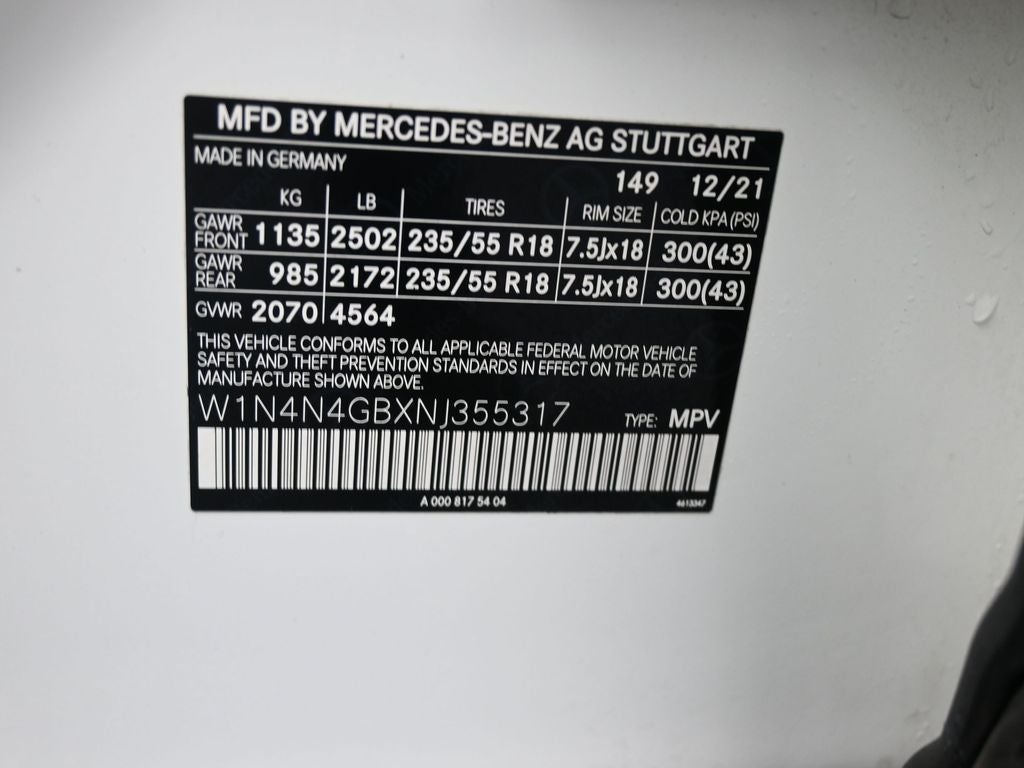 MFD BY MERCEDES-BENZ AG STUTTGART
MADE IN GERMANY
149 12/21
KG LB TIRES RIM SIZE COLD KPA (PSI)
GAWR FRONT 1135 2502 235/55 R18 7.5Jx18 300(43)
GAWR REAR 985 2172 235/55 R18 7.5Jx18 300(43)
GVWR 2070 4564
THIS VEHICLE CONFORMS TO ALL APPLICABLE FEDERAL MOTOR VEHICLE
SAFETY AND THEFT PREVENTION STANDARDS IN EFFECT ON THE DATE OF
MANUFACTURE SHOWN ABOVE.
W1N4N4GBXNJ355317 TYPE: MPV
A 000 817 54 04 4613347